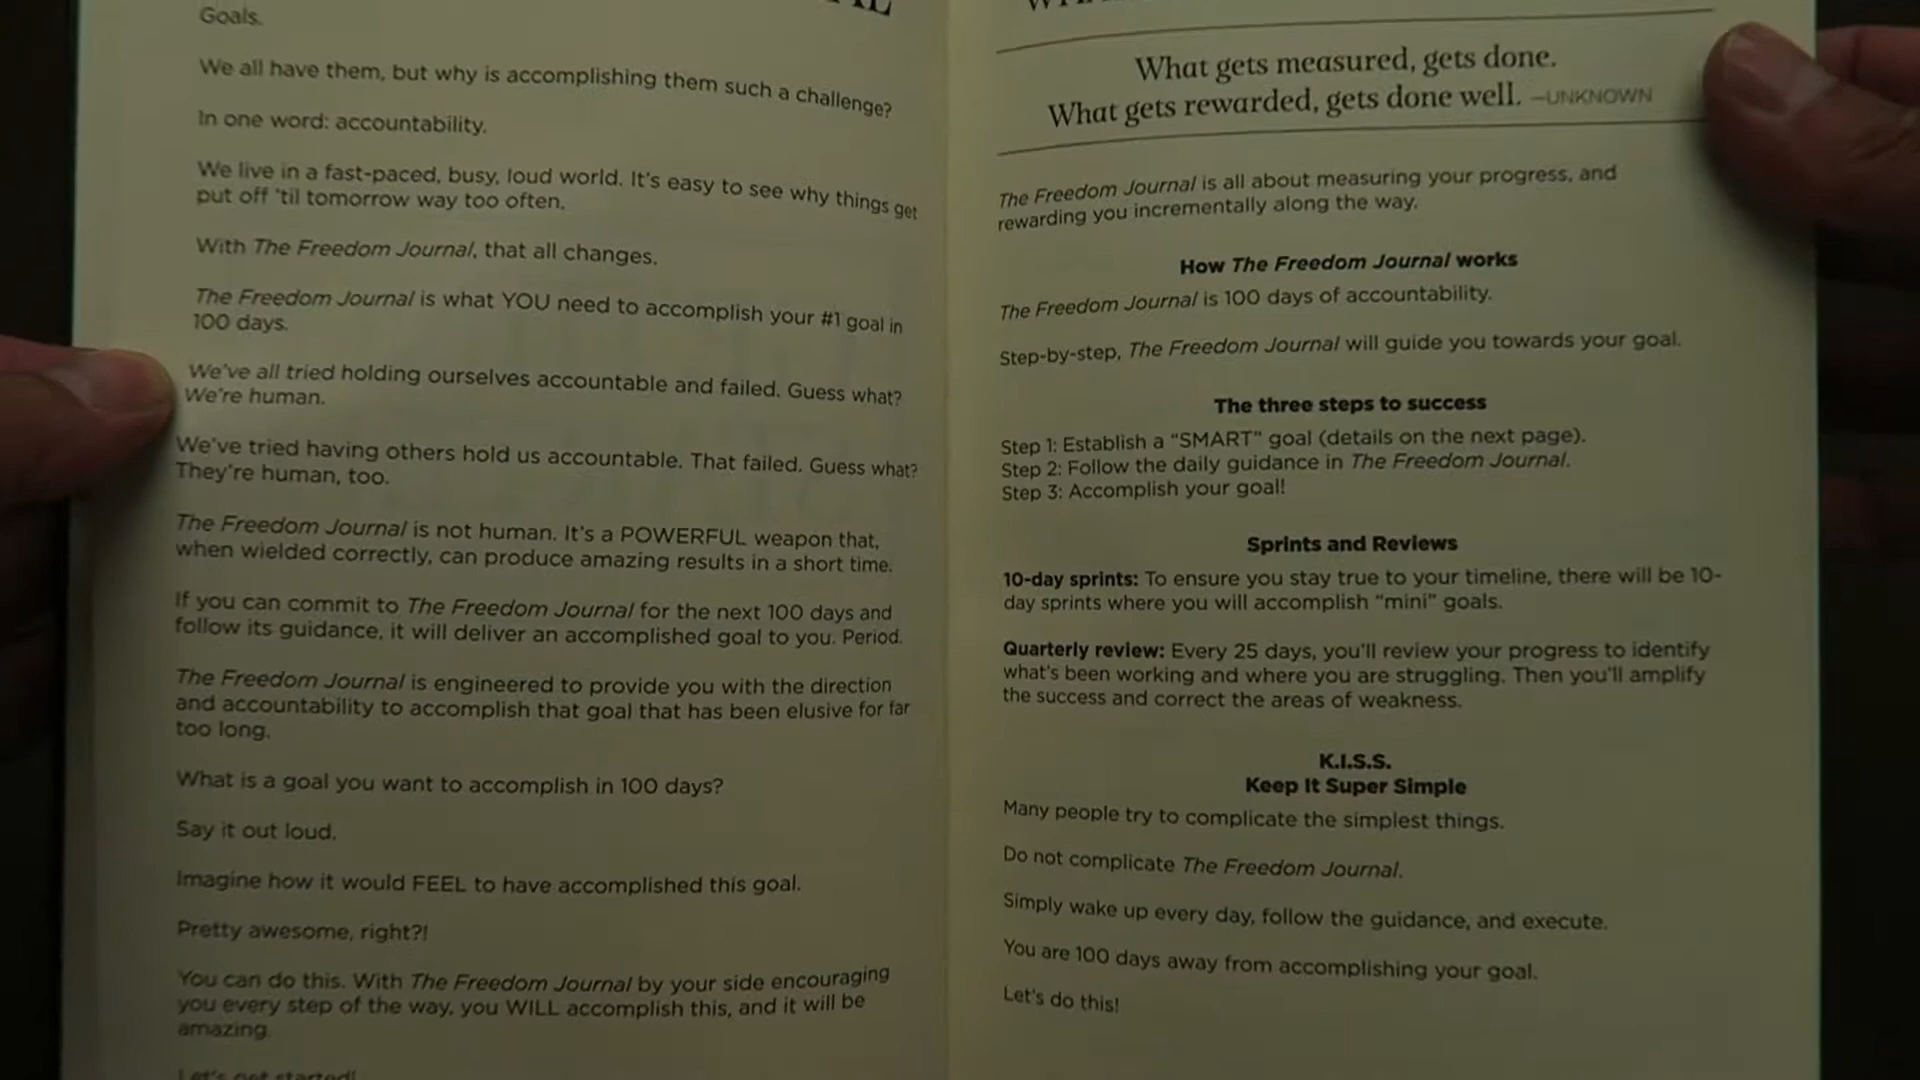 Goals.
We all have them, but why is accomplishing them such a challenge?
In one word: accountability.
We live in a fast-paced, busy, loud world. It's easy to see why things get
put off 'til tomorrow way too often.
With The Freedom Journal, that all changes.
The Freedom Journal is what YOU need to accomplish your #1 goal in
100 days.
We've all tried holding ourselves accountable and failed. Guess what?
We're human.
We've tried having others hold us accountable. That failed. Guess what?
They're human, too.
The Freedom Journal is not human. It's a POWERFUL weapon that,
when wielded correctly, can produce amazing results in a short time.
If you can commit to The Freedom Journal for the next 100 days and
follow its guidance, it will deliver an accomplished goal to you. Period.
The Freedom Journal is engineered to provide you with the direction
and accountability to accomplish that goal that has been elusive for far
too long.
What is a goal you want to accomplish in 100 days?
Say it out loud.
Imagine how it would FEEL to have accomplished this goal.
Pretty awesome, right?!
You can do this. With The Freedom Journal by your side encouraging
you every step of the way, you WILL accomplish this, and it will be
amazing.
Let's get started!
What gets measured, gets done.
What gets rewarded, gets done well. —UNKNOWN
The Freedom Journal is all about measuring your progress, and
rewarding you incrementally along the way.
How The Freedom Journal works
The Freedom Journal is 100 days of accountability.
Step-by-step, The Freedom Journal will guide you towards your goal.
The three steps to success
Step 1: Establish a "SMART" goal (details on the next page).
Step 2: Follow the daily guidance in The Freedom Journal.
Step 3: Accomplish your goal!
Sprints and Reviews
10-day sprints: To ensure you stay true to your timeline, there will be 10-
day sprints where you will accomplish "mini" goals.
Quarterly review: Every 25 days, you'll review your progress to identify
what's been working and where you are struggling. Then you'll amplify
the success and correct the areas of weakness.
K.I.S.S.
Keep It Super Simple
Many people try to complicate the simplest things.
Do not complicate The Freedom Journal.
Simply wake up every day, follow the guidance, and execute.
You are 100 days away from accomplishing your goal.
Let's do this!